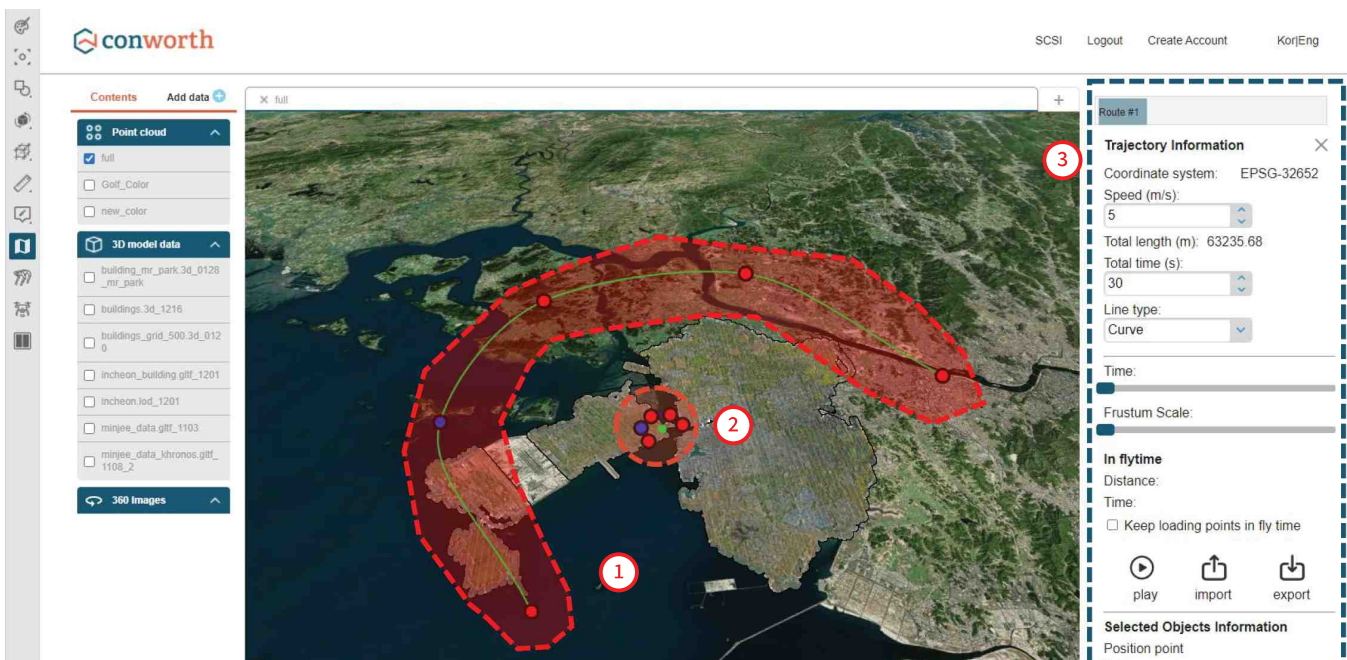 conworth
SCSI Logout Create Account Kor|Eng
Contents Add data
full
Point cloud
full
Golf_Color
new_color
3D model data
building_mr_park.3d_0128
_mr_park
buildings.3d_1216
buildings_grid_500.3d_012
0
incheon_building.gltf_1201
incheon.lod_1201
minjee_data.gltf_1103
minjee_data_khronos.gltf_
1108_2
360 Images
1
2
3
Route #1
Trajectory Information
Coordinate system: EPSG-32652
Speed (m/s):
5
Total length (m): 63235.68
Total time (s):
30
Line type:
Curve
Time:
Frustum Scale:
In flytime
Distance:
Time:
Keep loading points in fly time
play import export
Selected Objects Information
Position point